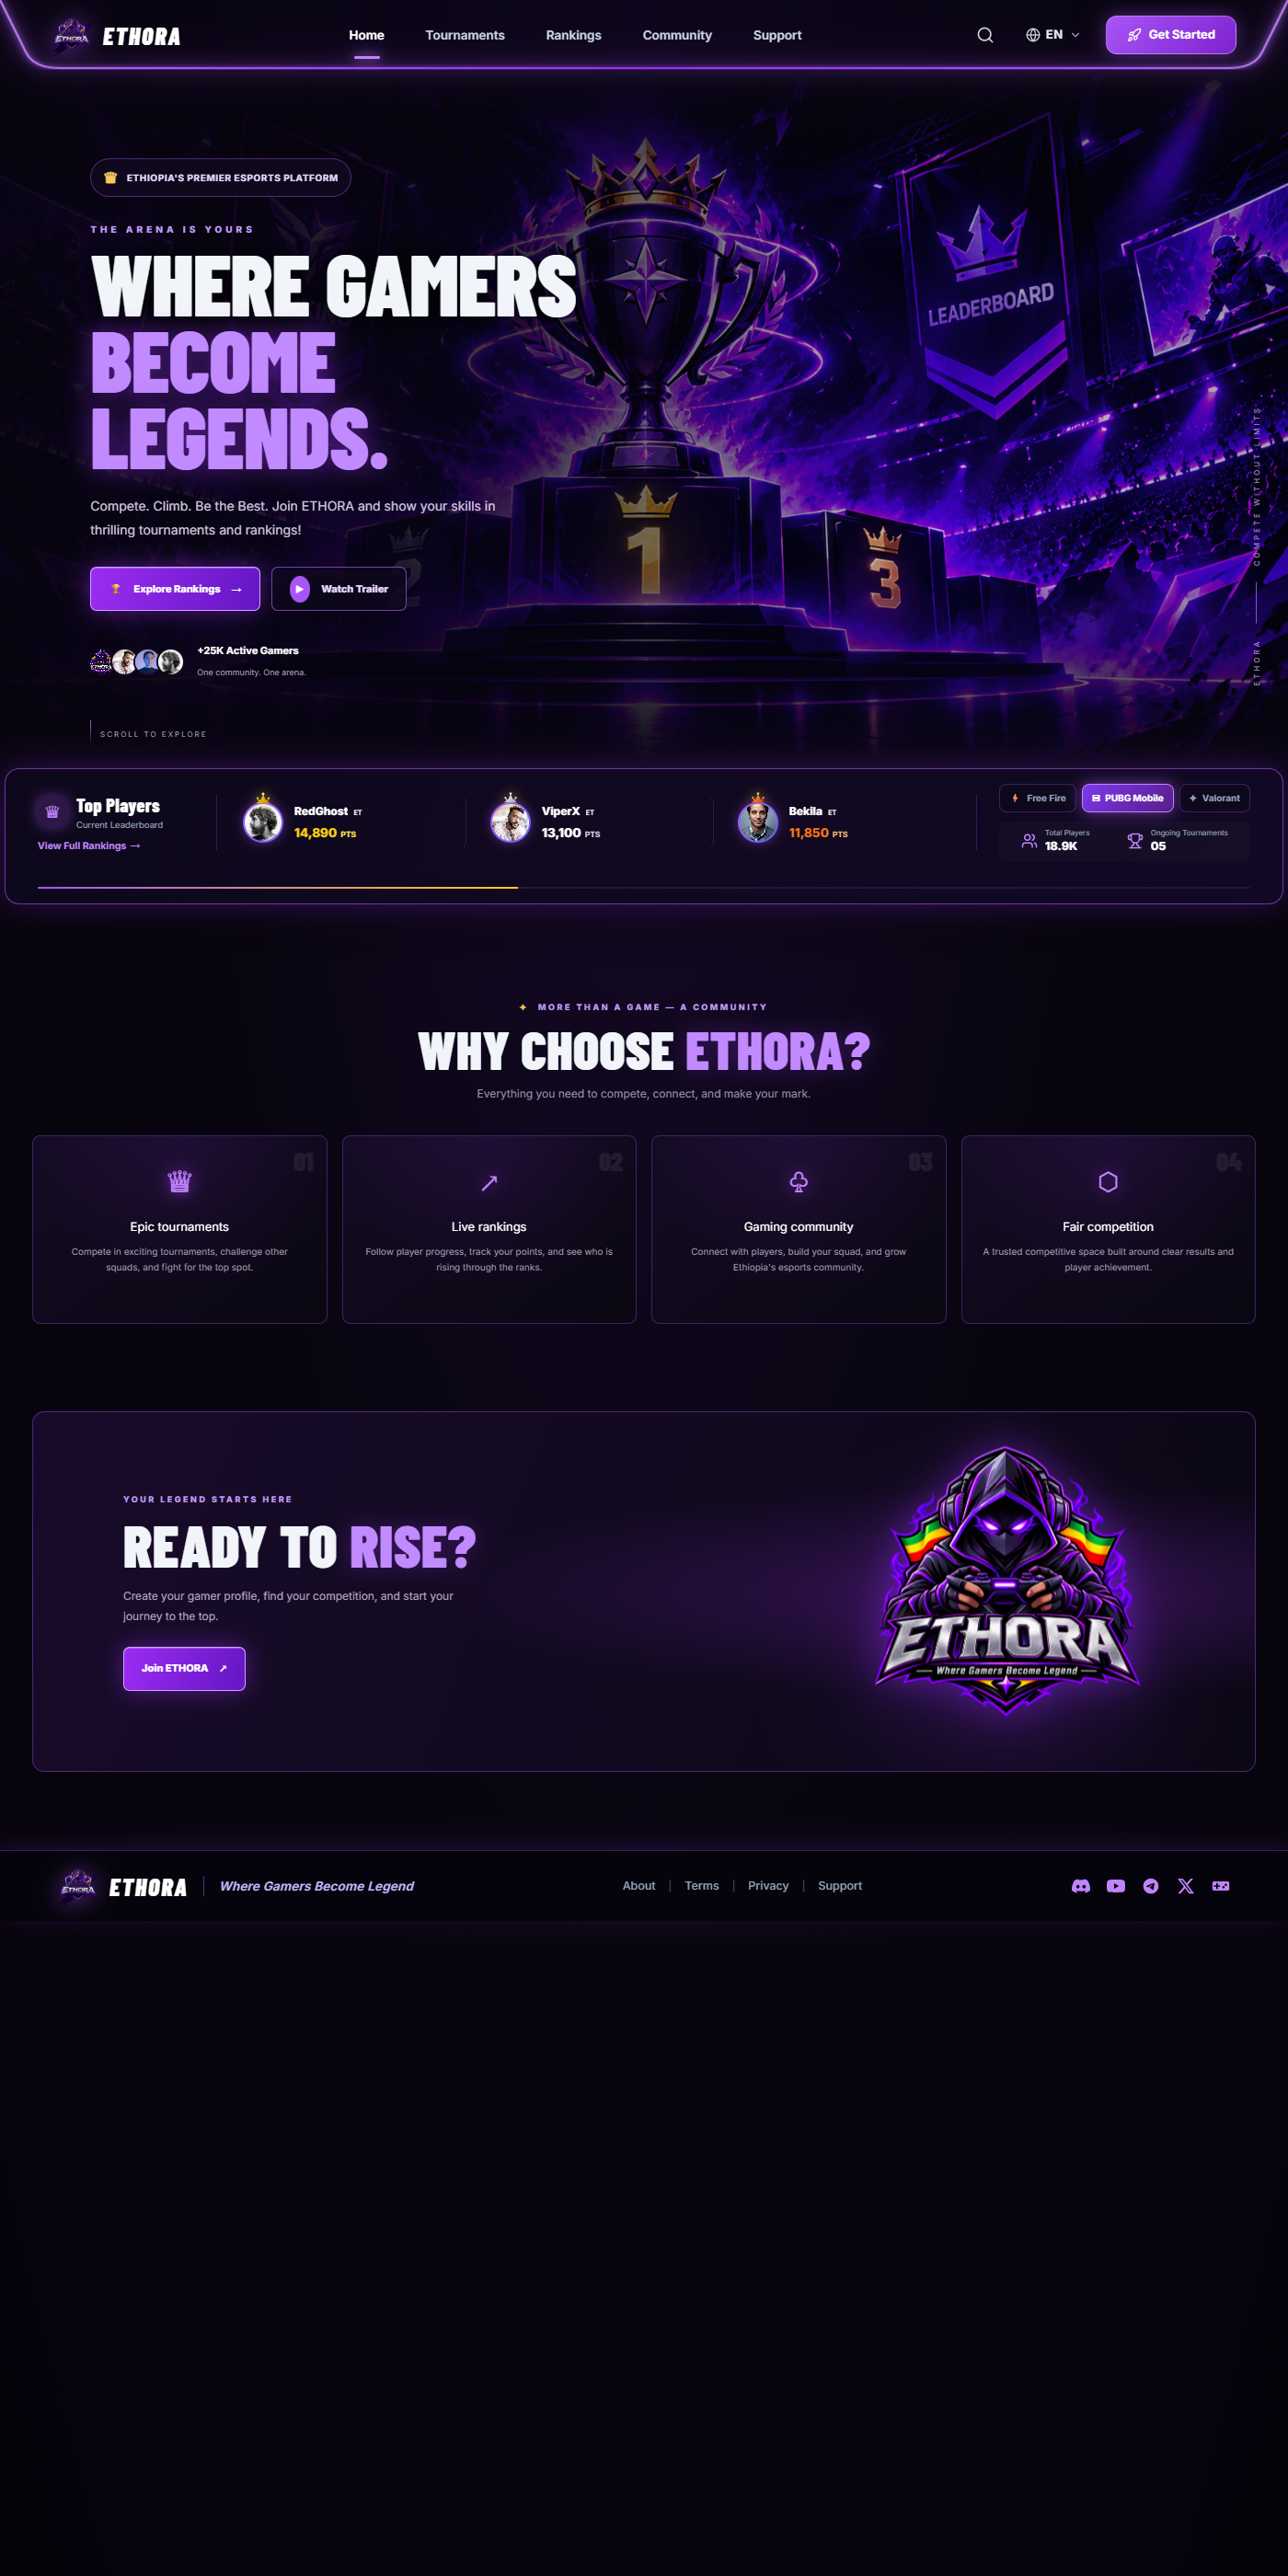 ETHORA
ETHORA
Home
Tournaments
Rankings
Community
Support
EN
Get Started
ETHIOPIA'S PREMIER ESPORTS PLATFORM
THE ARENA IS YOURS
WHERE GAMERS
BECOME
LEGENDS.
Compete. Climb. Be the Best. Join ETHORA and show your skills in
thrilling tournaments and rankings!
Explore Rankings →
Watch Trailer
+25K Active Gamers
One community. One arena.
SCROLL TO EXPLORE
LEADERBOARD
1
2
3
COMPETE WITHOUT LIMITS
ETHORA
Top Players
Current Leaderboard
View Full Rankings →
RedGhost ET
14,890 PTS
ViperX ET
13,100 PTS
Bekila ET
11,850 PTS
Free Fire
PUBG Mobile
Valorant
Total Players
18.9K
Ongoing Tournaments
05
MORE THAN A GAME — A COMMUNITY
WHY CHOOSE ETHORA?
Everything you need to compete, connect, and make your mark.
01
Epic tournaments
Compete in exciting tournaments, challenge other
squads, and fight for the top spot.
02
Live rankings
Follow player progress, track your points, and see who is
rising through the ranks.
03
Gaming community
Connect with players, build your squad, and grow
Ethiopia's esports community.
04
Fair competition
A trusted competitive space built around clear results and
player achievement.
YOUR LEGEND STARTS HERE
READY TO RISE?
Create your gamer profile, find your competition, and start your
journey to the top.
Join ETHORA ↗
ETHORA
Where Gamers Become Legend
ETHORA
ETHORA
Where Gamers Become Legend
About
Terms
Privacy
Support